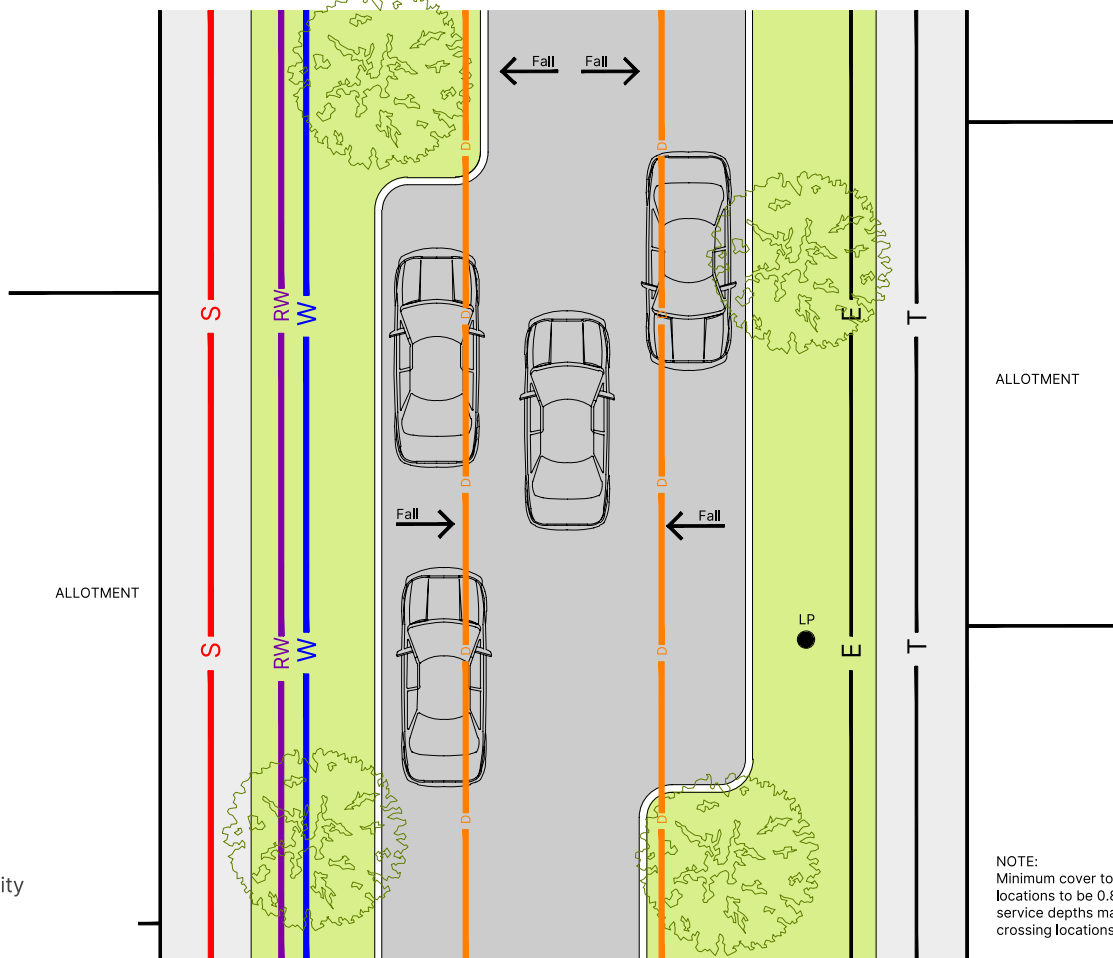 Fall Fall
D D
S RW W D D E T
ALLOTMENT
D D
Fall Fall
ALLOTMENT
LP
S RW W D D E T
D D
NOTE:
Minimum cover to
locations to be 0.8
service depths ma
crossing locations
ity